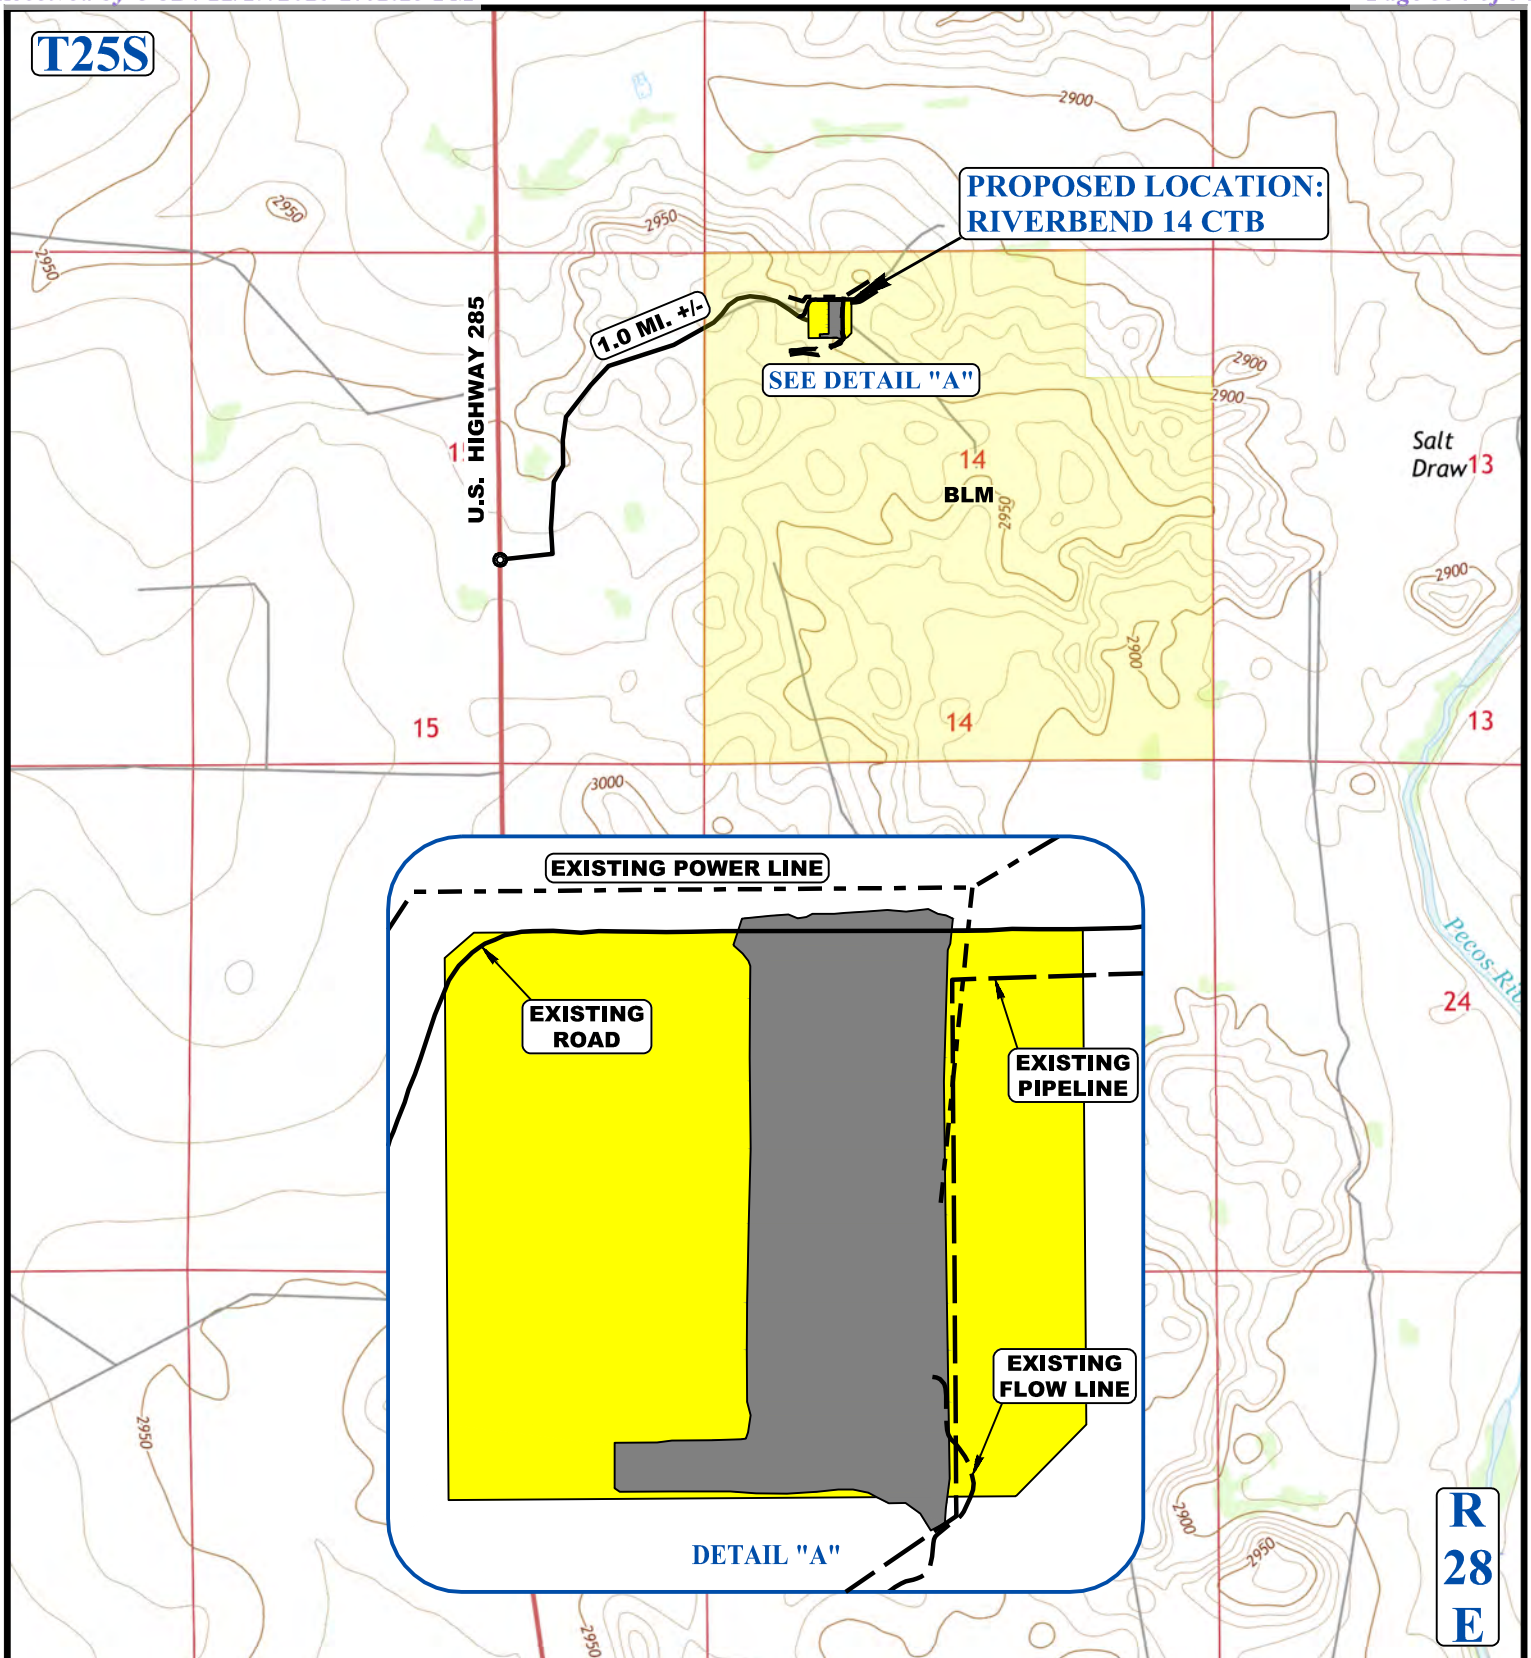 T25S
2900
2950
2950
2950
PROPOSED LOCATION:
RIVERBEND 14 CTB
1.0 MI. +/-
U.S. HIGHWAY 285
SEE DETAIL "A"
2900
2900
Salt
Draw
13
14
BLM
2950
2900
2900
15
14
13
3000
EXISTING POWER LINE
EXISTING
ROAD
EXISTING
PIPELINE
Pecos
24
EXISTING
FLOW LINE
2950
2900
2950
DETAIL "A"
2950
R
28
E